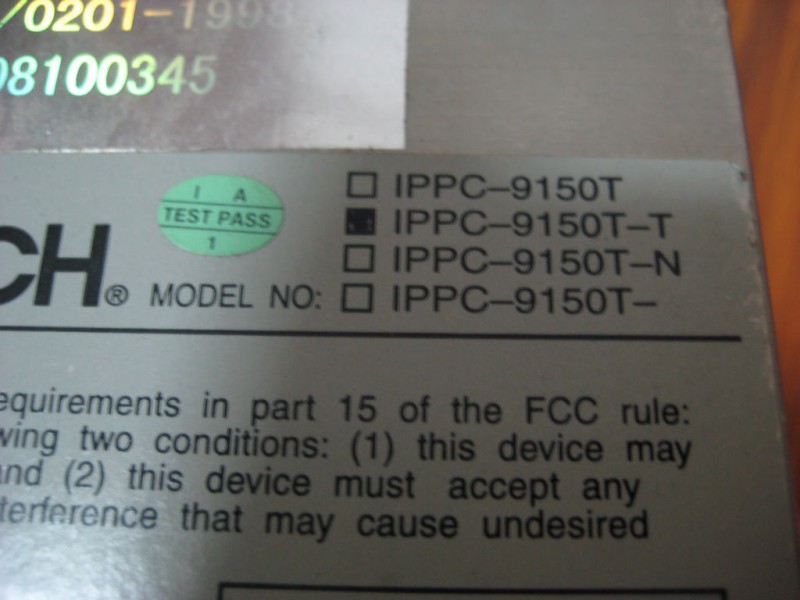 /0201-1998
08100345
I A
TEST PASS
1
IPPC-9150T
IPPC-9150T-T
IPPC-9150T-N
CH® MODEL NO: IPPC-9150T-
equirements in part 15 of the FCC rule:
wing two conditions: (1) this device may
and (2) this device must accept any
nterference that may cause undesired